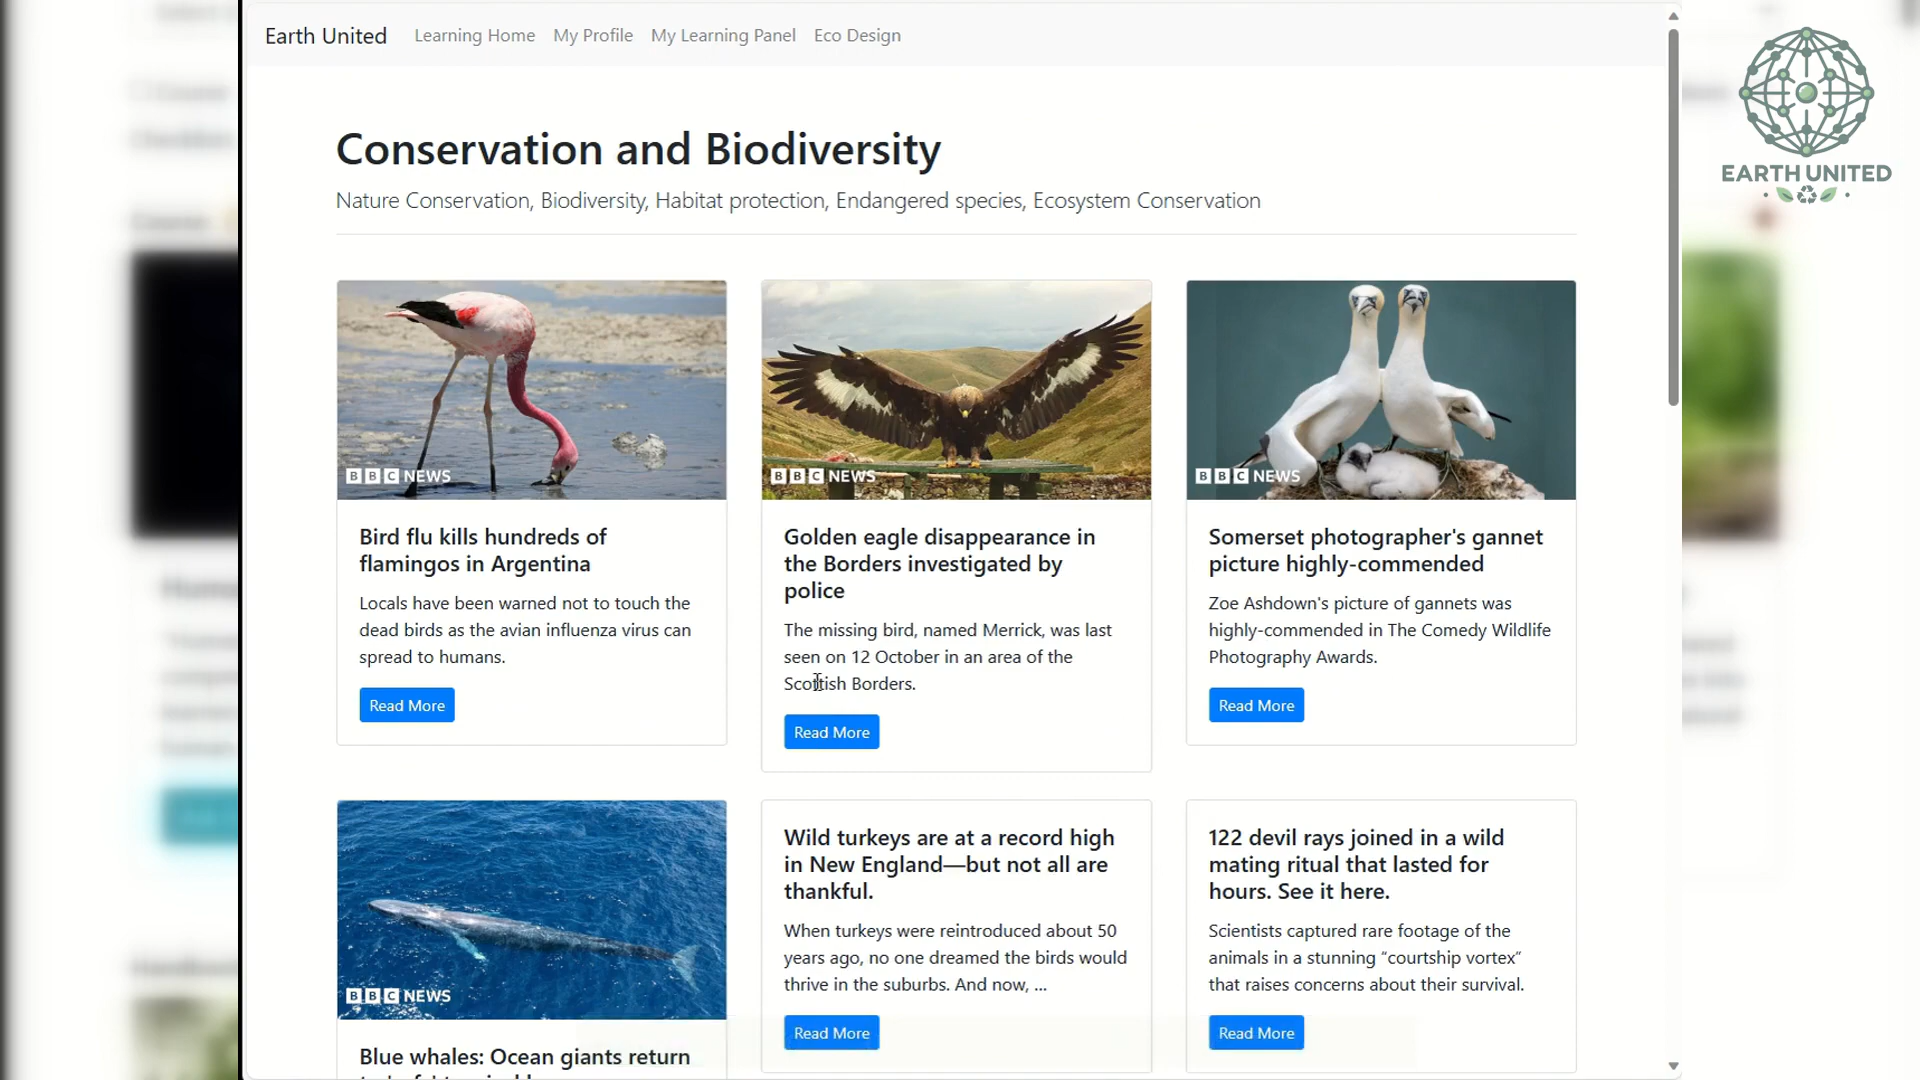 Earth United
Learning Home
My Profile
My Learning Panel
Eco Design
EARTH UNITED
Conservation and Biodiversity
Nature Conservation, Biodiversity, Habitat protection, Endangered species, Ecosystem Conservation
BBC NEWS
Bird flu kills hundreds of
flamingos in Argentina
Locals have been warned not to touch the
dead birds as the avian influenza virus can
spread to humans.
Read More
BBC NEWS
Golden eagle disappearance in
the Borders investigated by
police
The missing bird, named Merrick, was last
seen on 12 October in an area of the
Scottish Borders.
Read More
BBC NEWS
Somerset photographer's gannet
picture highly-commended
Zoe Ashdown's picture of gannets was
highly-commended in The Comedy Wildlife
Photography Awards.
Read More
BBC NEWS
Blue whales: Ocean giants return
Wild turkeys are at a record high
in New England—but not all are
thankful.
When turkeys were reintroduced about 50
years ago, no one dreamed the birds would
thrive in the suburbs. And now, ...
Read More
122 devil rays joined in a wild
mating ritual that lasted for
hours. See it here.
Scientists captured rare footage of the
animals in a stunning “courtship vortex”
that raises concerns about their survival.
Read More